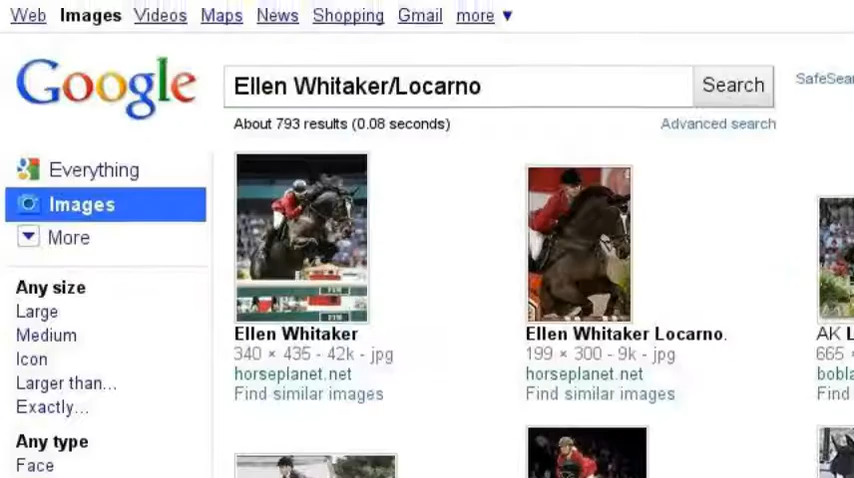 Web Images Videos Maps News Shopping Gmail more ▼
Google
Ellen Whitaker/Locarno
Search
About 793 results (0.08 seconds)
Advanced search
Everything
Images
More
Any size
Large
Medium
Icon
Larger than...
Exactly...
Any type
Face
Ellen Whitaker
340 × 435 - 42k - jpg
horseplanet.net
Find similar images
Ellen Whitaker Locarno.
199 × 300 - 9k - jpg
horseplanet.net
Find similar images
AK
665 ×
Find